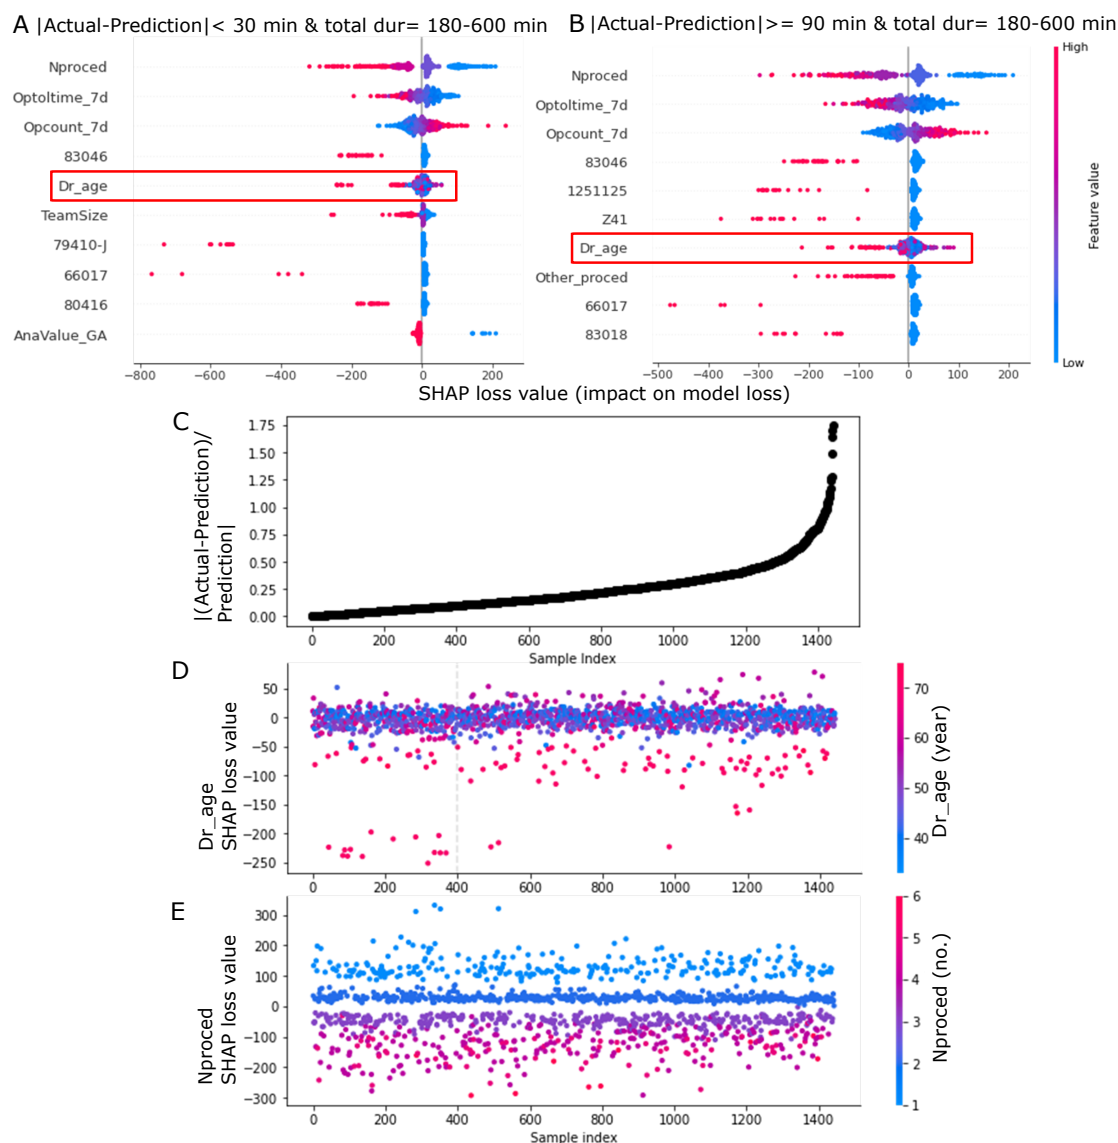 A |Actual-Prediction|< 30 min & total dur= 180-600 min
Nproced
Optoltime_7d
Opcount_7d
83046
Dr_age
TeamSize
79410-J
66017
80416
AnaValue_GA
−800 −600 −400 −200 0 200
B |Actual-Prediction|>= 90 min & total dur= 180-600 min
Nproced
Optoltime_7d
Opcount_7d
83046
1251125
Z41
Dr_age
Other_proced
66017
83018
−500 −400 −300 −200 −100 0 100 200
High
Feature value
Low
SHAP loss value (impact on model loss)
C
|(Actual-Prediction)/
Prediction|
1.75
1.50
1.25
1.00
0.75
0.50
0.25
0.00
0 200 400 600 800 1000 1200 1400
Sample Index
D
Dr_age
SHAP loss value
50
0
−50
−100
−150
−200
−250
0 200 400 600 800 1000 1200 1400
70
60
50
40
Dr_age (year)
E
Nproced
SHAP loss value
300
200
100
0
−100
−200
−300
0 200 400 600 800 1000 1200 1400
Sample index
6
5
4
3
2
1
Nproced (no.)